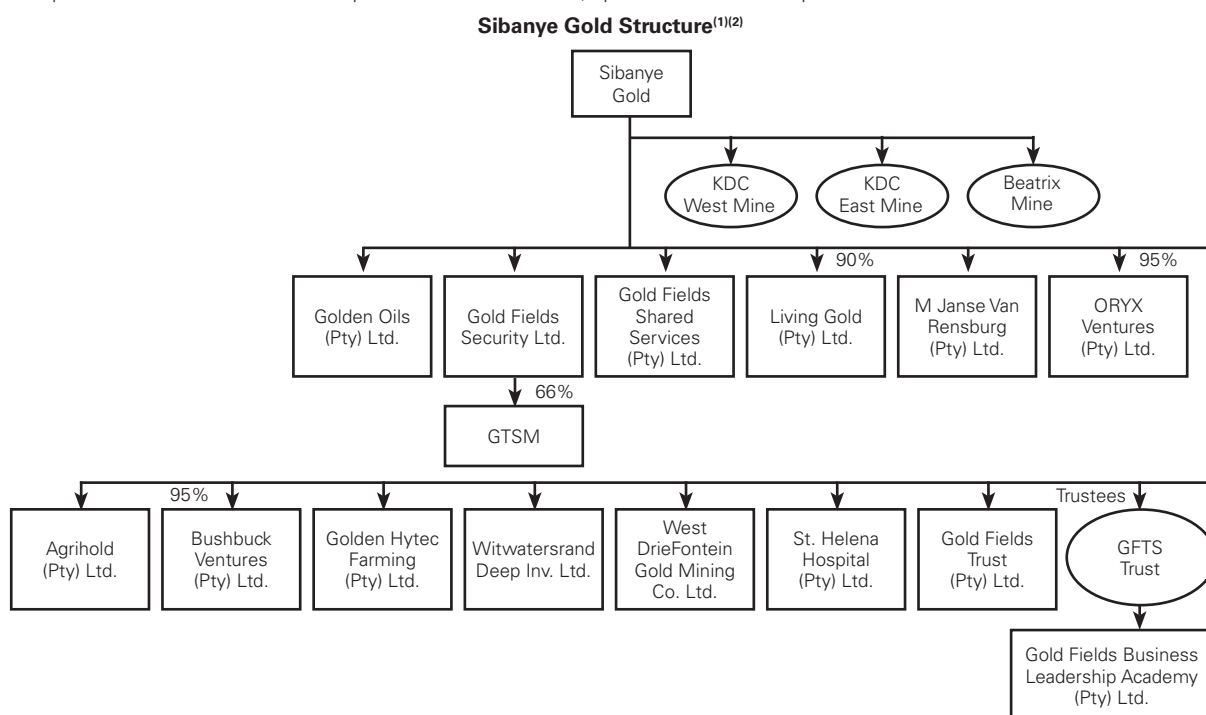 Sibanye Gold Structure(1)(2)
Sibanye
Gold
KDC
West Mine
KDC
East Mine
Beatrix
Mine
90%
95%
Golden Oils
(Pty) Ltd.
Gold Fields
Security Ltd.
Gold Fields
Shared
Services
(Pty) Ltd.
Living Gold
(Pty) Ltd.
M Janse Van
Rensburg
(Pty) Ltd.
ORYX
Ventures
(Pty) Ltd.
66%
GTSM
95%
Trustees
Agrihold
(Pty) Ltd.
Bushbuck
Ventures
(Pty) Ltd.
Golden Hytec
Farming
(Pty) Ltd.
Witwatersrand
Deep Inv. Ltd.
West
DrieFontein
Gold Mining
Co. Ltd.
St. Helena
Hospital
(Pty) Ltd.
Gold Fields
Trust
(Pty) Ltd.
GFTS
Trust
Gold Fields Business
Leadership Academy
(Pty) Ltd.